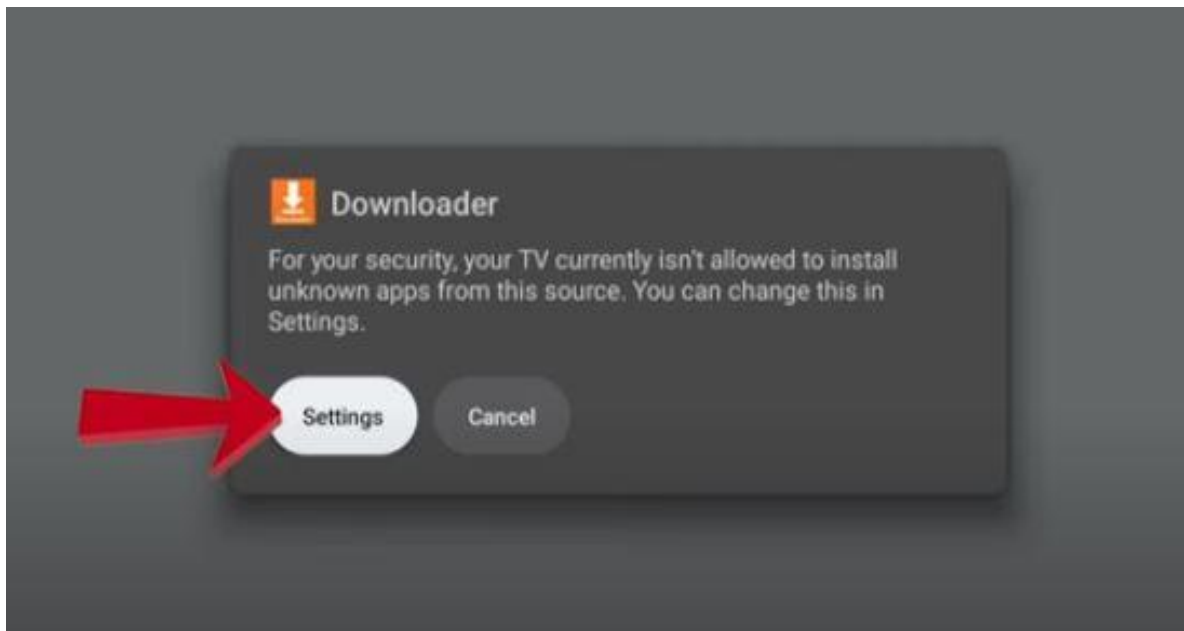 Downloader
For your security, your TV currently isn't allowed to install
unknown apps from this source. You can change this in
Settings.
Settings
Cancel